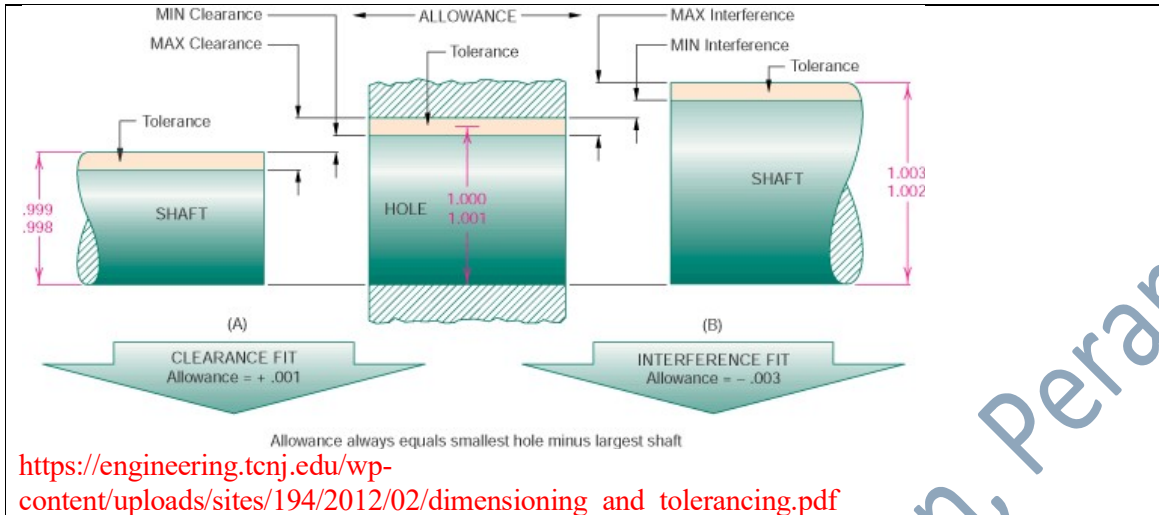 MIN Clearance
ALLOWANCE
MAX Interference
MAX Clearance
MIN Interference
Tolerance
Tolerance
Tolerance
.999
.998
SHAFT
HOLE
1.000
1.001
SHAFT
1.003
1.002
(A)
(B)
CLEARANCE FIT
Allowance = + .001
INTERFERENCE FIT
Allowance = − .003
Allowance always equals smallest hole minus largest shaft
https://engineering.tcnj.edu/wp-
content/uploads/sites/194/2012/02/dimensioning_and_tolerancing.pdf